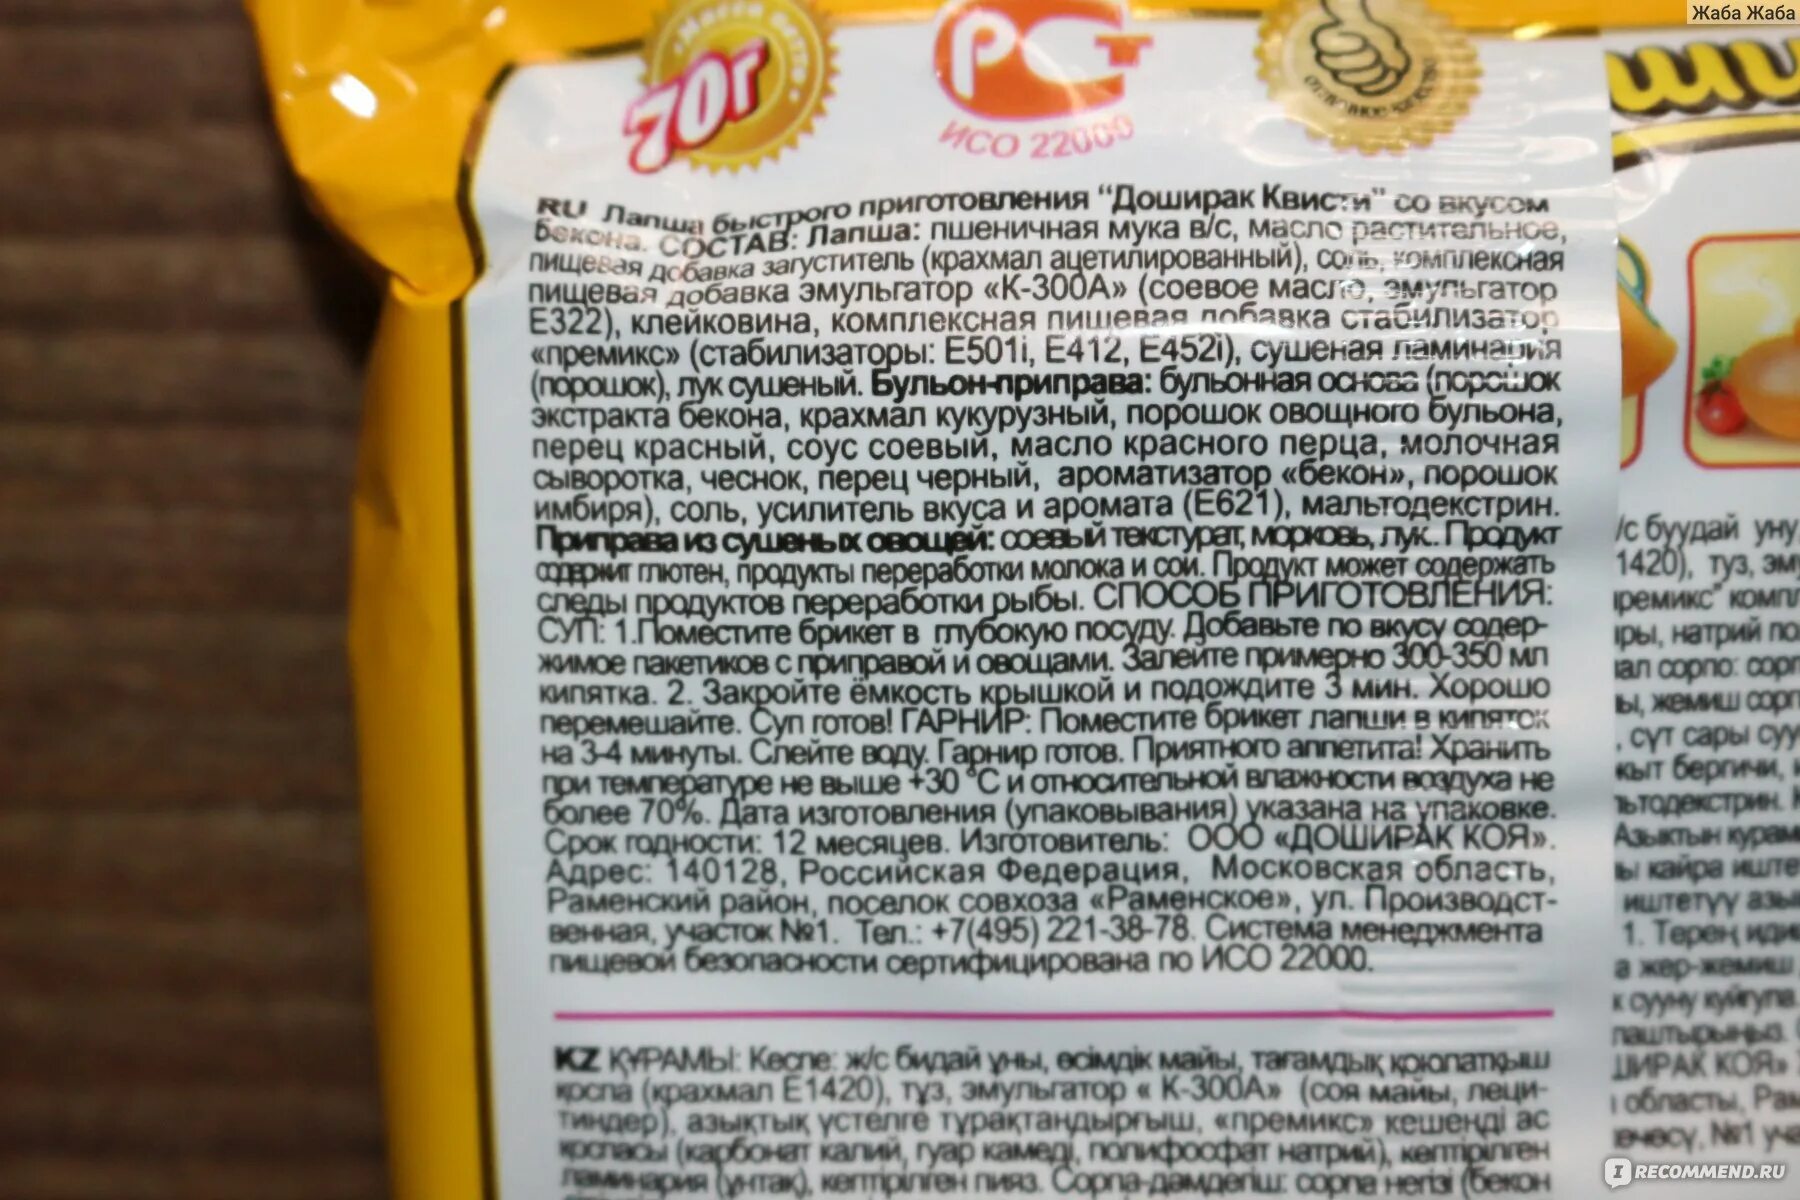 Жаба Жаба
Масса нетто
70г
РСТ
ИСО 22000
ши
RU Лапша быстрого приготовления "Доширак Квисти" со вкусом
бекона. СОСТАВ: Лапша: пшеничная мука в/с, масло растительное,
пищевая добавка загуститель (крахмал ацетилированный), соль, комплексная
пищевая добавка эмульгатор «К-300А» (соевое масло, эмульгатор
Е322), клейковина, комплексная пищевая добавка стабилизатор
«премикс» (стабилизаторы: Е501i, Е412, Е452i), сушеная ламинария
(порошок), лук сушеный. Бульон-приправа: бульонная основа (порошок
экстракта бекона, крахмал кукурузный, порошок овощного бульона,
перец красный, соус соевый, масло красного перца, молочная
сыворотка, чеснок, перец черный, ароматизатор «бекон», порошок
имбиря), соль, усилитель вкуса и аромата (Е621), мальтодекстрин.
Приправа из сушеных овощей: соевый текстурат, морковь, лук. Продукт
содержит глютен, продукты переработки молока и сои. Продукт может содержать
следы продуктов переработки рыбы. СПОСОБ ПРИГОТОВЛЕНИЯ:
СУП: 1.Поместите брикет в глубокую посуду. Добавьте по вкусу содер-
жимое пакетиков с приправой и овощами. Залейте примерно 300-350 мл
кипятка. 2. Закройте ёмкость крышкой и подождите 3 мин. Хорошо
перемешайте. Суп готов! ГАРНИР: Поместите брикет лапши в кипяток
на 3-4 минуты. Слейте воду. Гарнир готов. Приятного аппетита! Хранить
при температуре не выше +30 °С и относительной влажности воздуха не
более 70%. Дата изготовления (упаковывания) указана на упаковке.
Срок годности: 12 месяцев. Изготовитель: ООО «ДОШИРАК КОЯ».
Адрес: 140128, Российская Федерация, Московская область,
Раменский район, поселок совхоза «Раменское», ул. Производст-
венная, участок №1. Тел.: +7(495) 221-38-78. Система менеджмента
пищевой безопасности сертифицирована по ИСО 22000.
KZ ҚҰРАМЫ: Кеспе: ж/с бидай ұны, өсімдік майы, тағамдық қоюлатқыш
қоспа (крахмал Е1420), тұз, эмульгатор « К-300А» (соя майы, леци-
тиндер), азықтық үстелге тұрақтандырғыш, «премикс» кешенді ас
қоспасы (карбонат калий, гуар камеді, полифосфат натрий), кептірілген
ламинария (ұнтақ), кептірілген пияз. Сорпа-дәмдегіш: сорпа негізі (бекон
/с буудай уну,
1420), туз, эму
ремикс" комп
ры, натрий по
ал сорпо: сорп
ы, жемиш сорп
, сүт сары суу
кыт бергичи,
ьтодекстрин.
Азыктын курам
ы кайра иште
иштетүү азы
1. Терең иди
а жер-жемиш
к сууну куйгула.
лаштырыңыз.
ШИРАК КОЯ»
области, Рам
өчөсү, №1 уча
IRECOMMEND.RU